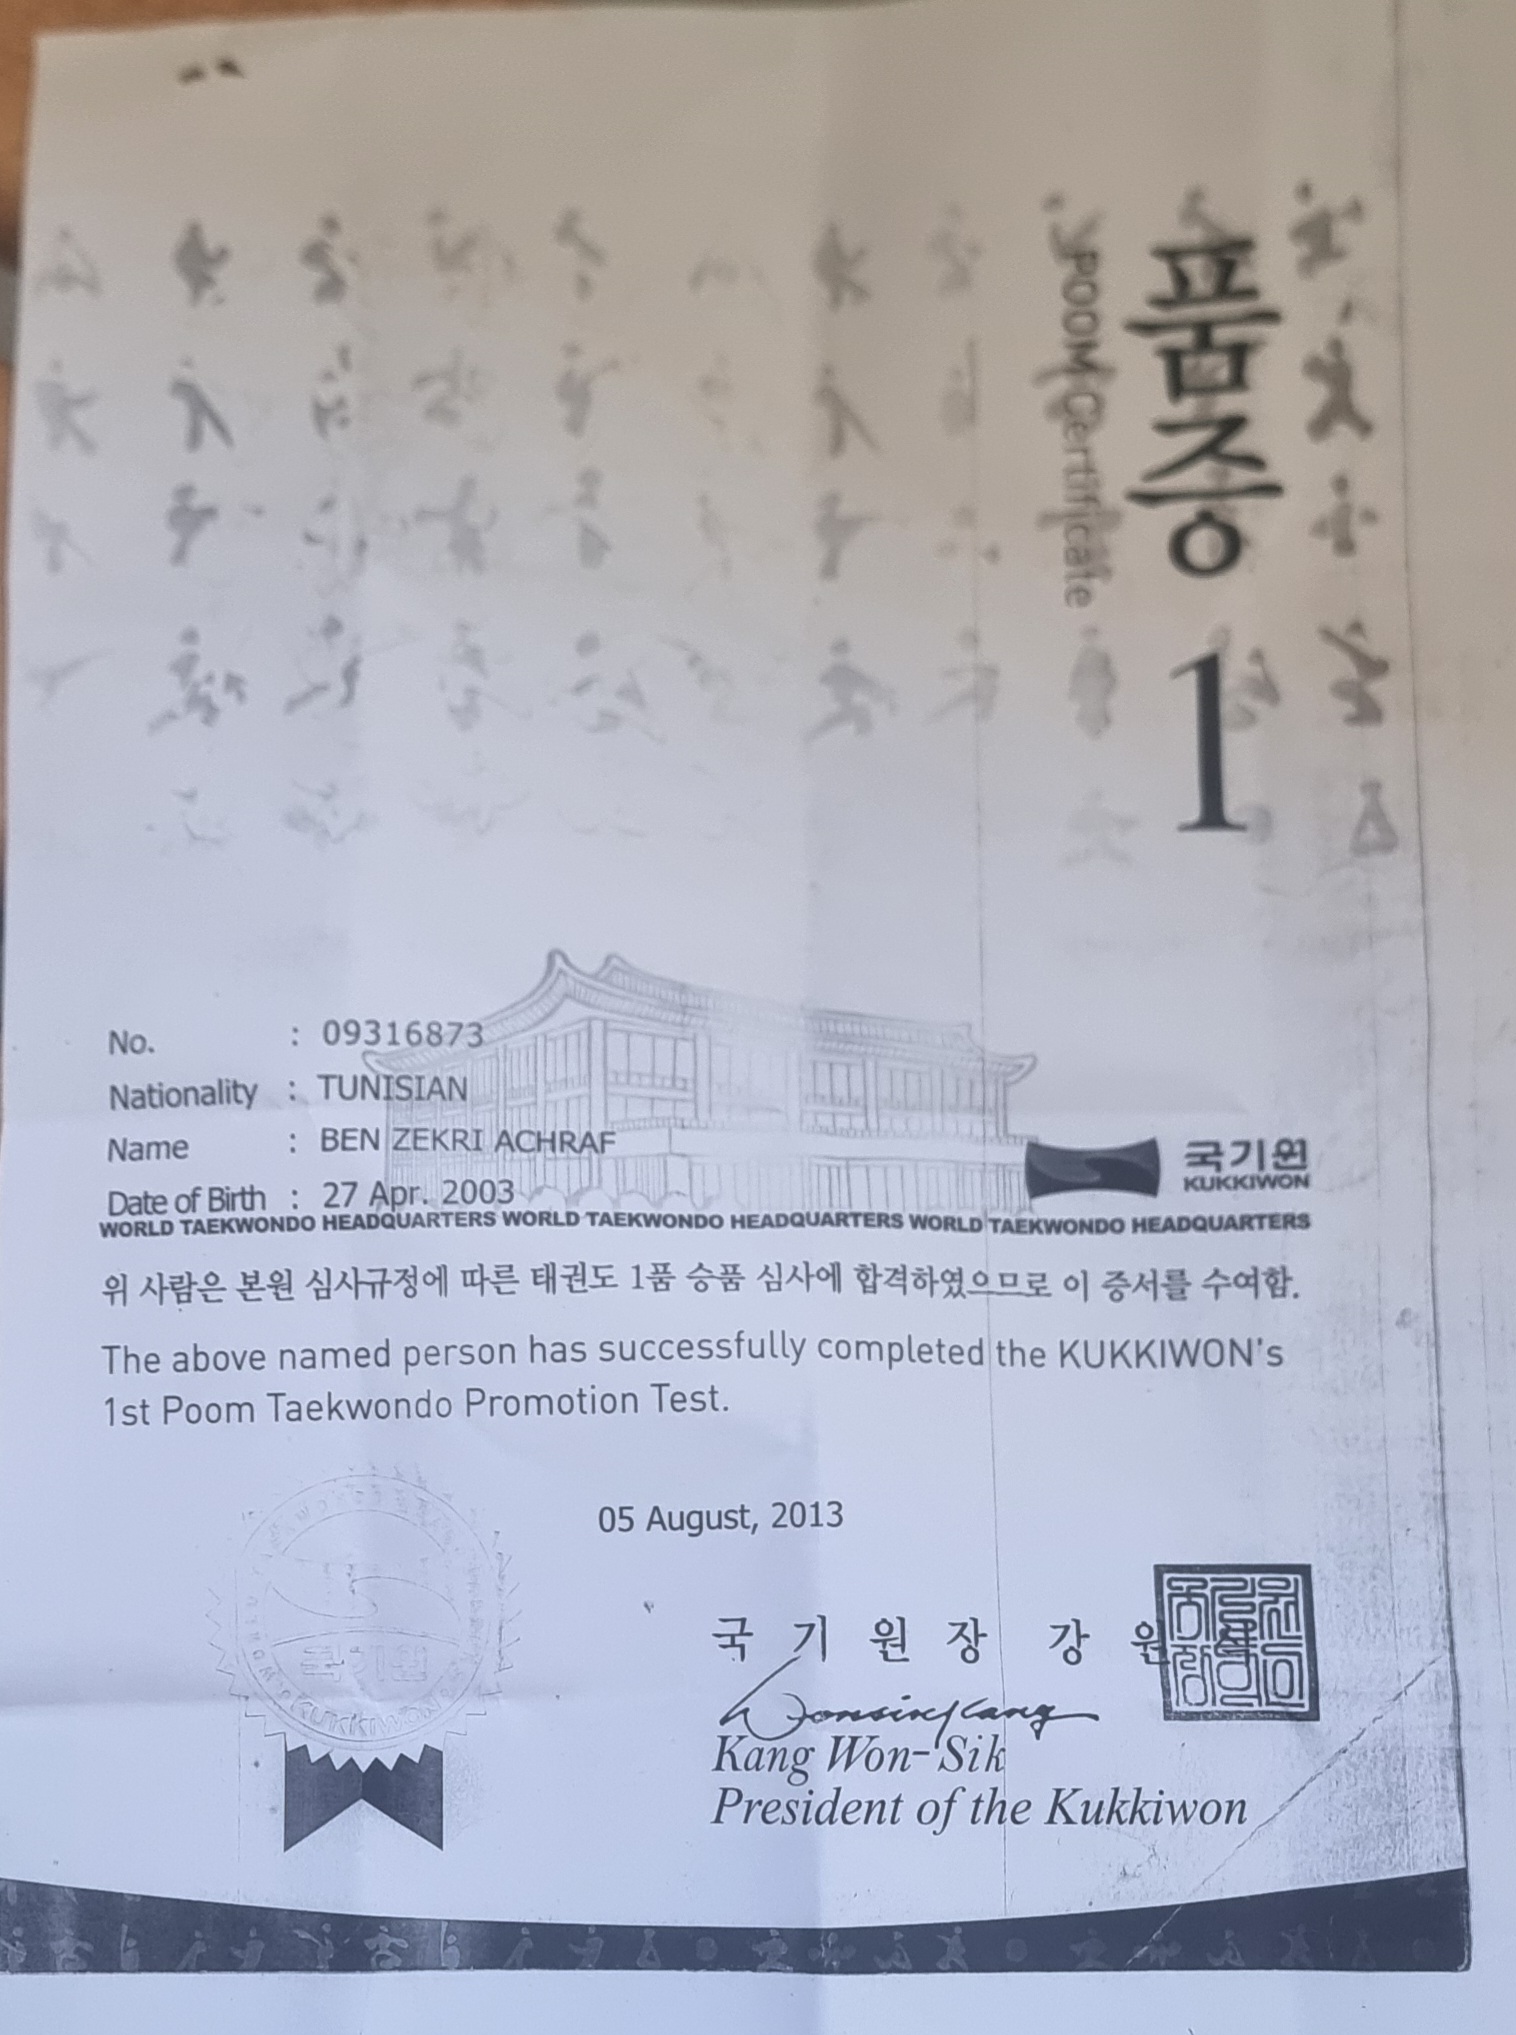 품증
POOM Certificate
1
No. : 09316873
Nationality : TUNISIAN
Name : BEN ZEKRI ACHRAF
Date of Birth : 27 Apr. 2003
국기원
KUKKIWON
WORLD TAEKWONDO HEADQUARTERS WORLD TAEKWONDO HEADQUARTERS WORLD TAEKWONDO HEADQUARTERS
위 사람은 본원 심사규정에 따른 태권도 1품 승품 심사에 합격하였으므로 이 증서를 수여함.
The above named person has successfully completed the KUKKIWON's
1st Poom Taekwondo Promotion Test.
05 August, 2013
국기원
KUKKIWON
국 기 원 장 강 원
Kang Won-Sik
President of the Kukkiwon